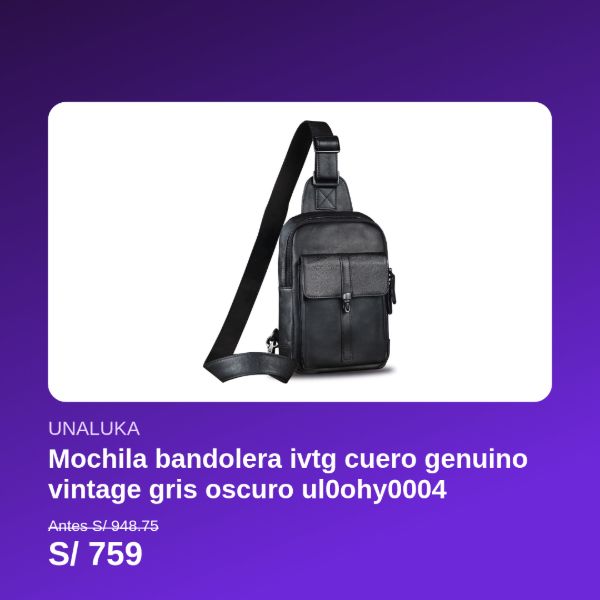 UNALUKA
Mochila bandolera ivtg cuero genuino
vintage gris oscuro ul0ohy0004
Antes S/ 948.75
S/ 759